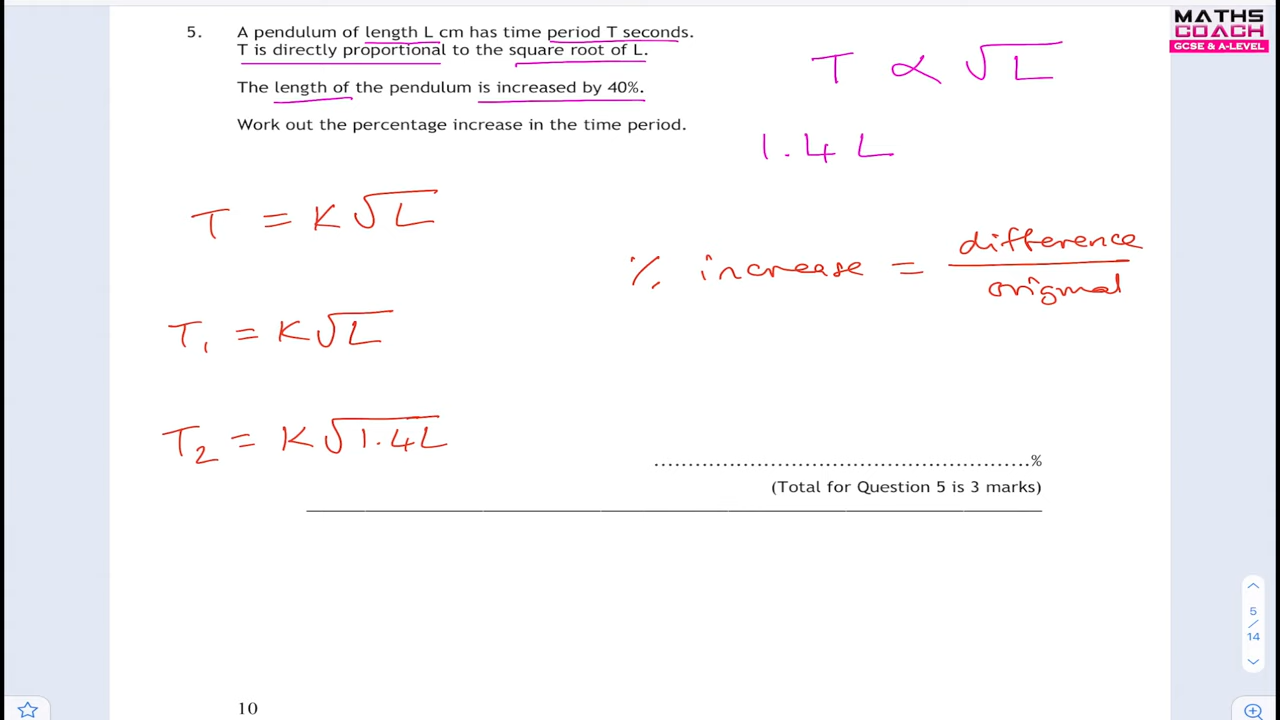 MATHS
COACH
GCSE & A-LEVEL
5. A pendulum of length L cm has time period T seconds.
T is directly proportional to the square root of L.
The length of the pendulum is increased by 40%.
Work out the percentage increase in the time period.
T ∝ √L
1.4 L
T = K√L
% increase = difference
original
T₁ = K√L
T₂ = K√1.4L
..........................................................%
(Total for Question 5 is 3 marks)
5
/
14
10